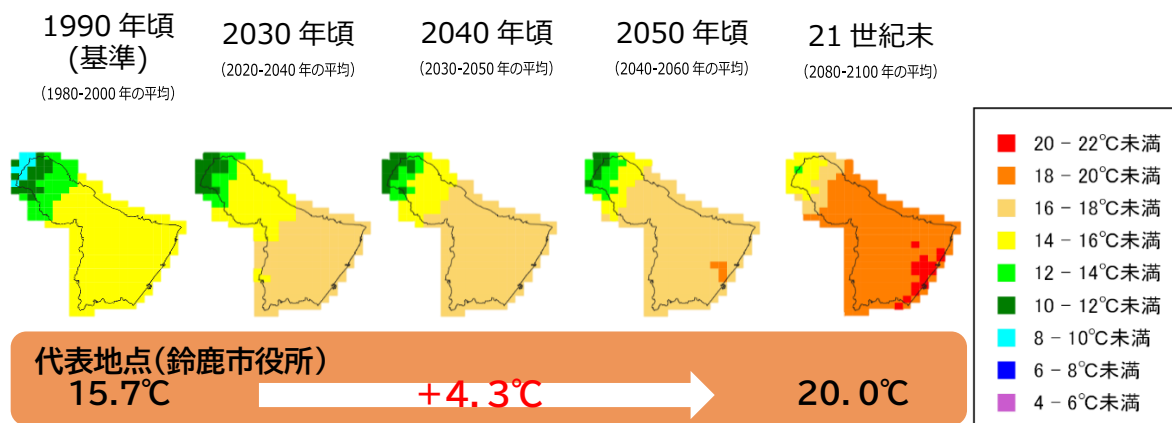 1990 年頃
(基準)
(1980-2000 年の平均)
2030 年頃
(2020-2040 年の平均)
2040 年頃
(2030-2050 年の平均)
2050 年頃
(2040-2060 年の平均)
21 世紀末
(2080-2100 年の平均)
20 − 22℃未満
18 − 20℃未満
16 − 18℃未満
14 − 16℃未満
12 − 14℃未満
10 − 12℃未満
8 − 10℃未満
6 − 8℃未満
4 − 6℃未満
代表地点(鈴鹿市役所)
15.7℃
+4.3℃
20.0℃